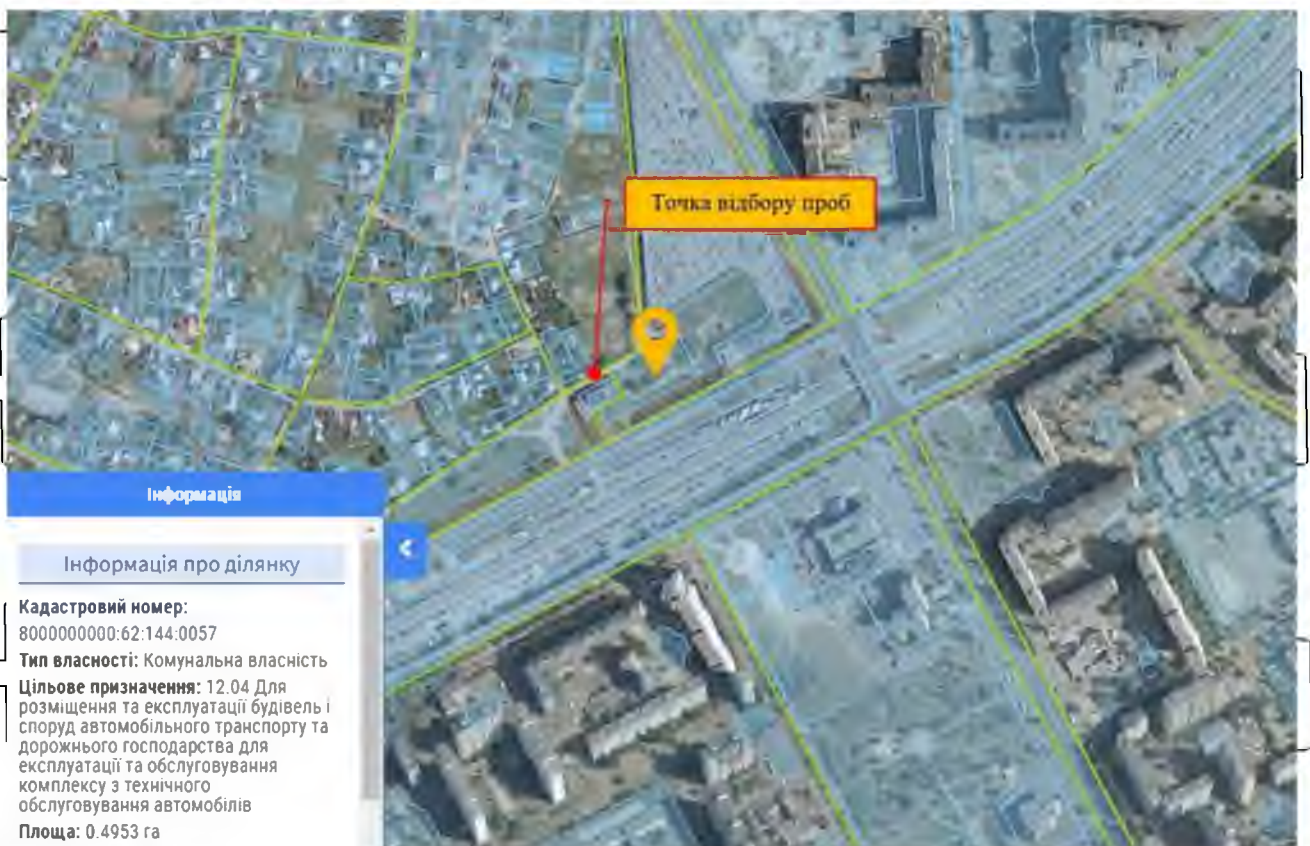 Точка відбору проб
Інформація
Інформація про ділянку
Кадастровий номер:
8000000000:62:144:0057
Тип власності: Комунальна власність
Цільове призначення: 12.04 Для
розміщення та експлуатації будівель і
споруд автомобільного транспорту та
дорожнього господарства для
експлуатації та обслуговування
комплексу з технічного
обслуговування автомобілів
Площа: 0.4953 га